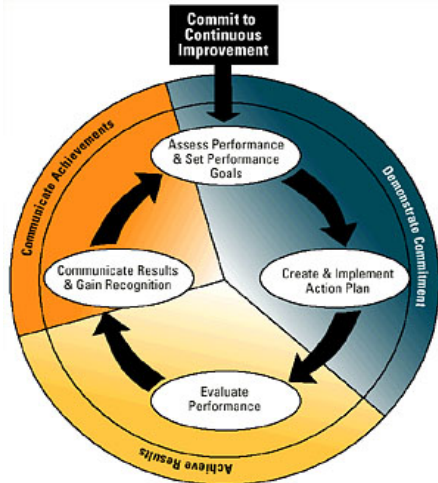 Commit to
Continuous
Improvement
Communicate Achievements
Demonstrate Commitment
Assess Performance
& Set Performance
Goals
Communicate Results
& Gain Recognition
Create & Implement
Action Plan
Evaluate
Performance
Achieve Results